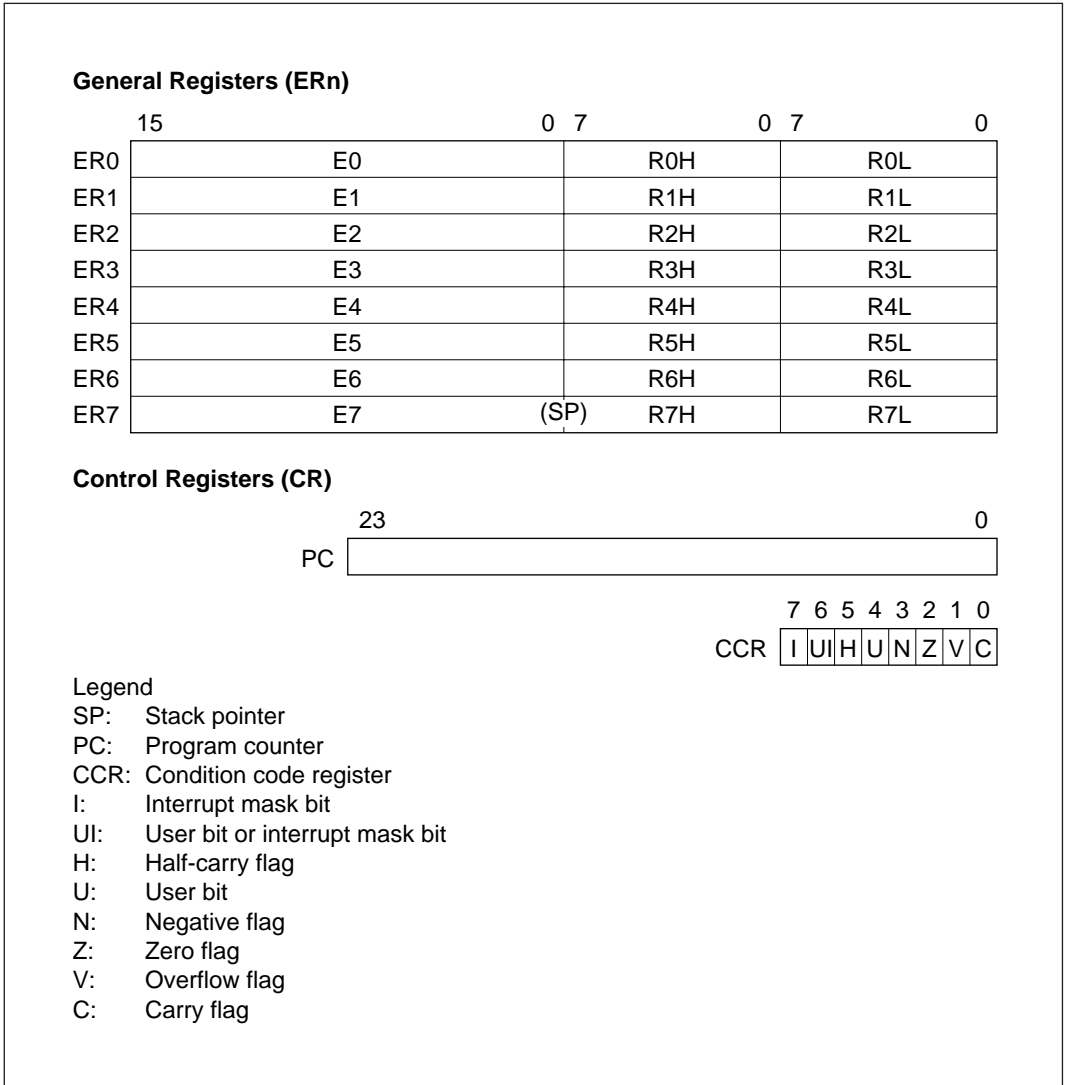 General Registers (ERn)
15 0 7 0 7 0
ER0 E0 R0H R0L
ER1 E1 R1H R1L
ER2 E2 R2H R2L
ER3 E3 R3H R3L
ER4 E4 R4H R4L
ER5 E5 R5H R5L
ER6 E6 R6H R6L
ER7 E7 (SP) R7H R7L
Control Registers (CR)
23 0
PC
7 6 5 4 3 2 1 0
CCR I UI H U N Z V C
Legend
SP: Stack pointer
PC: Program counter
CCR: Condition code register
I: Interrupt mask bit
UI: User bit or interrupt mask bit
H: Half-carry flag
U: User bit
N: Negative flag
Z: Zero flag
V: Overflow flag
C: Carry flag